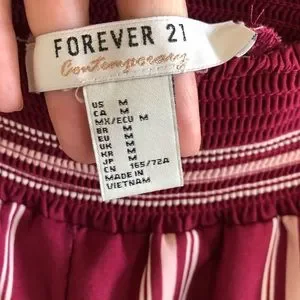 FOREVER 21
Contemporary
US M
CA M
MX/ECU M
BR M
EU M
UK M
KR M
JP M
CN 165/72A
MADE IN
VIETNAM